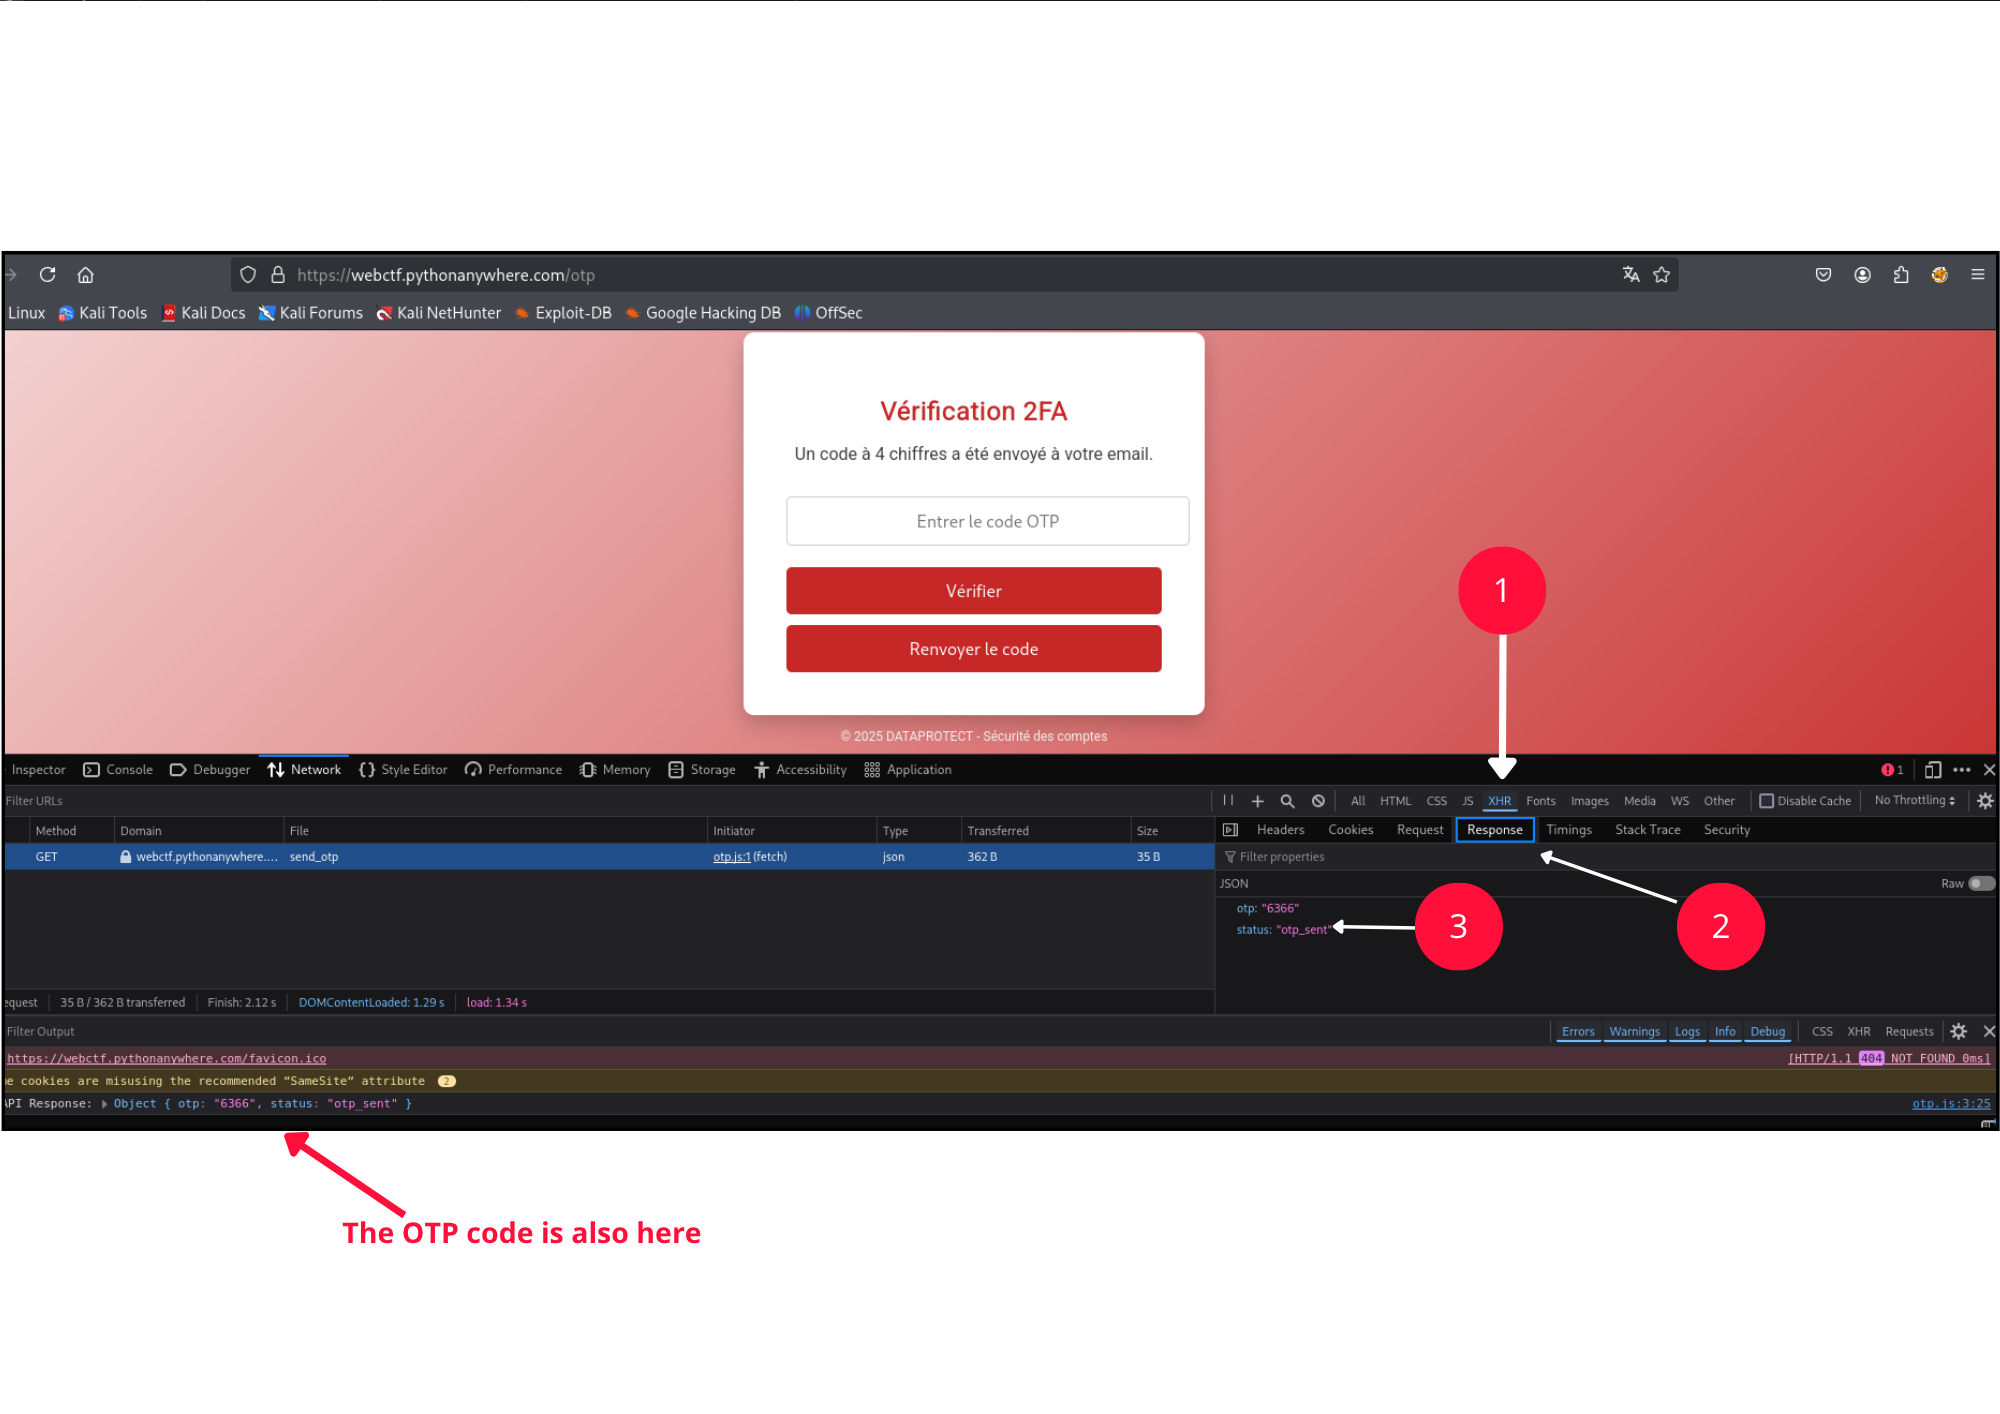 https://webctf.pythonanywhere.com/otp
Linux Kali Tools Kali Docs Kali Forums Kali NetHunter Exploit-DB Google Hacking DB OffSec
Vérification 2FA
Un code à 4 chiffres a été envoyé à votre email.
Entrer le code OTP
Vérifier
Renvoyer le code
© 2025 DATAPROTECT - Sécurité des comptes
1
Inspector Console Debugger Network Style Editor Performance Memory Storage Accessibility Application 1
Filter URLs All HTML CSS JS XHR Fonts Images Media WS Other Disable Cache No Throttling
Method Domain File Initiator Type Transferred Size
Headers Cookies Request Response Timings Stack Trace Security
GET webctf.pythonanywhere.... send_otp otp.js:1 (fetch) json 362 B 35 B
Filter properties
JSON Raw
otp: "6366"
status: "otp_sent"
3
2
equest 35 B / 362 B transferred Finish: 2.12 s DOMContentLoaded: 1.29 s load: 1.34 s
Filter Output Errors Warnings Logs Info Debug CSS XHR Requests
https://webctf.pythonanywhere.com/favicon.ico [HTTP/1.1 404 NOT FOUND 0ms]
e cookies are misusing the recommended “SameSite” attribute 2
API Response: Object { otp: "6366", status: "otp_sent" } otp.js:3:25
The OTP code is also here